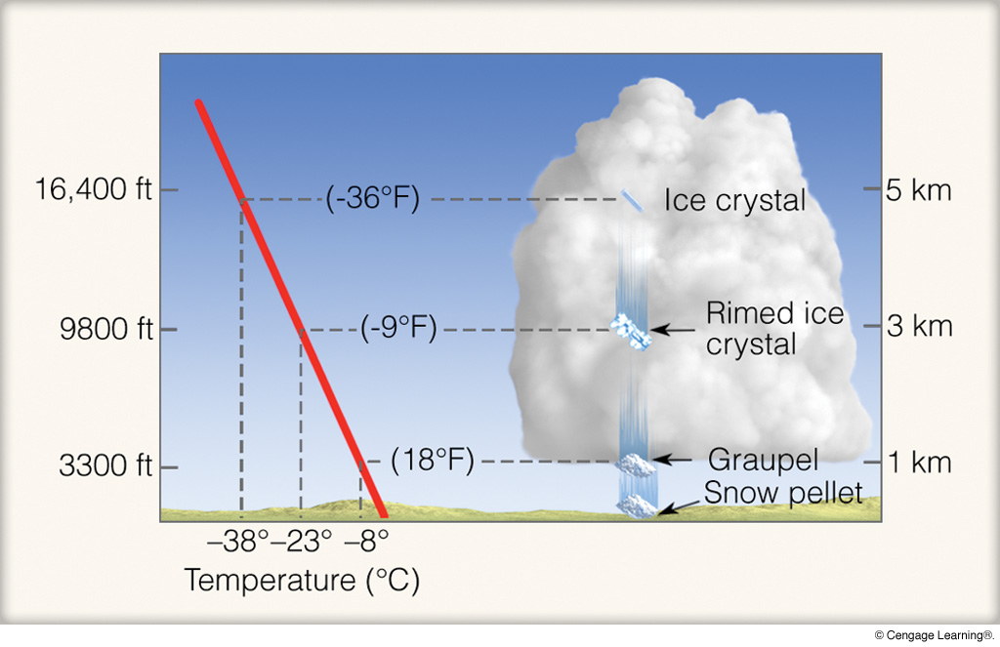 16,400 ft
(-36°F)
Ice crystal
5 km
9800 ft
(-9°F)
Rimed ice
crystal
3 km
3300 ft
(18°F)
Graupel
1 km
Snow pellet
–38° –23° –8°
Temperature (°C)
© Cengage Learning®.